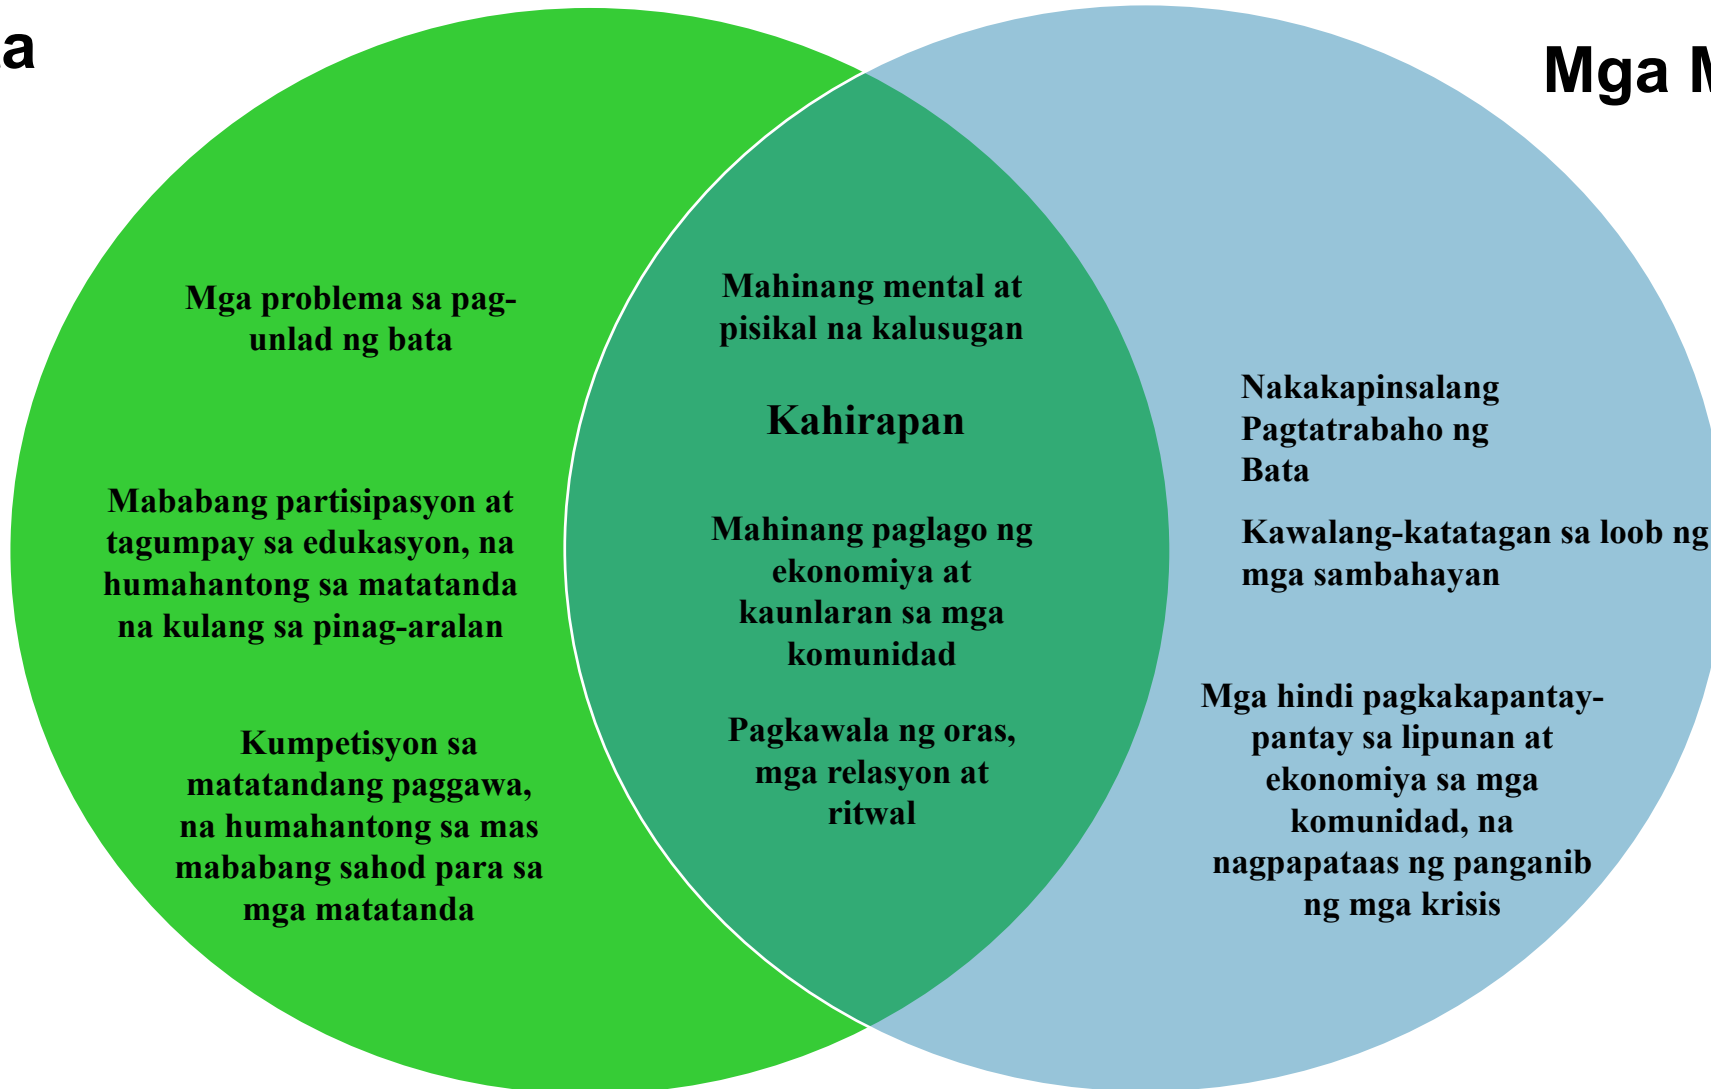 Mga
Mga problema sa pag-
unlad ng bata
Mababang partisipasyon at
tagumpay sa edukasyon, na
humahantong sa matatanda
na kulang sa pinag-aralan
Kumpetisyon sa
matatandang paggawa,
na humahantong sa mas
mababang sahod para sa
mga matatanda
Mahinang mental at
pisikal na kalusugan
Kahirapan
Mahinang paglago ng
ekonomiya at
kaunlaran sa mga
komunidad
Pagkawala ng oras,
mga relasyon at
ritwal
Nakakapinsalang
Pagtatrabaho ng
Bata
Kawalang-katatagan sa loob ng
mga sambahayan
Mga hindi pagkakapantay-
pantay sa lipunan at
ekonomiya sa mga
komunidad, na
nagpapataas ng panganib
ng mga krisis